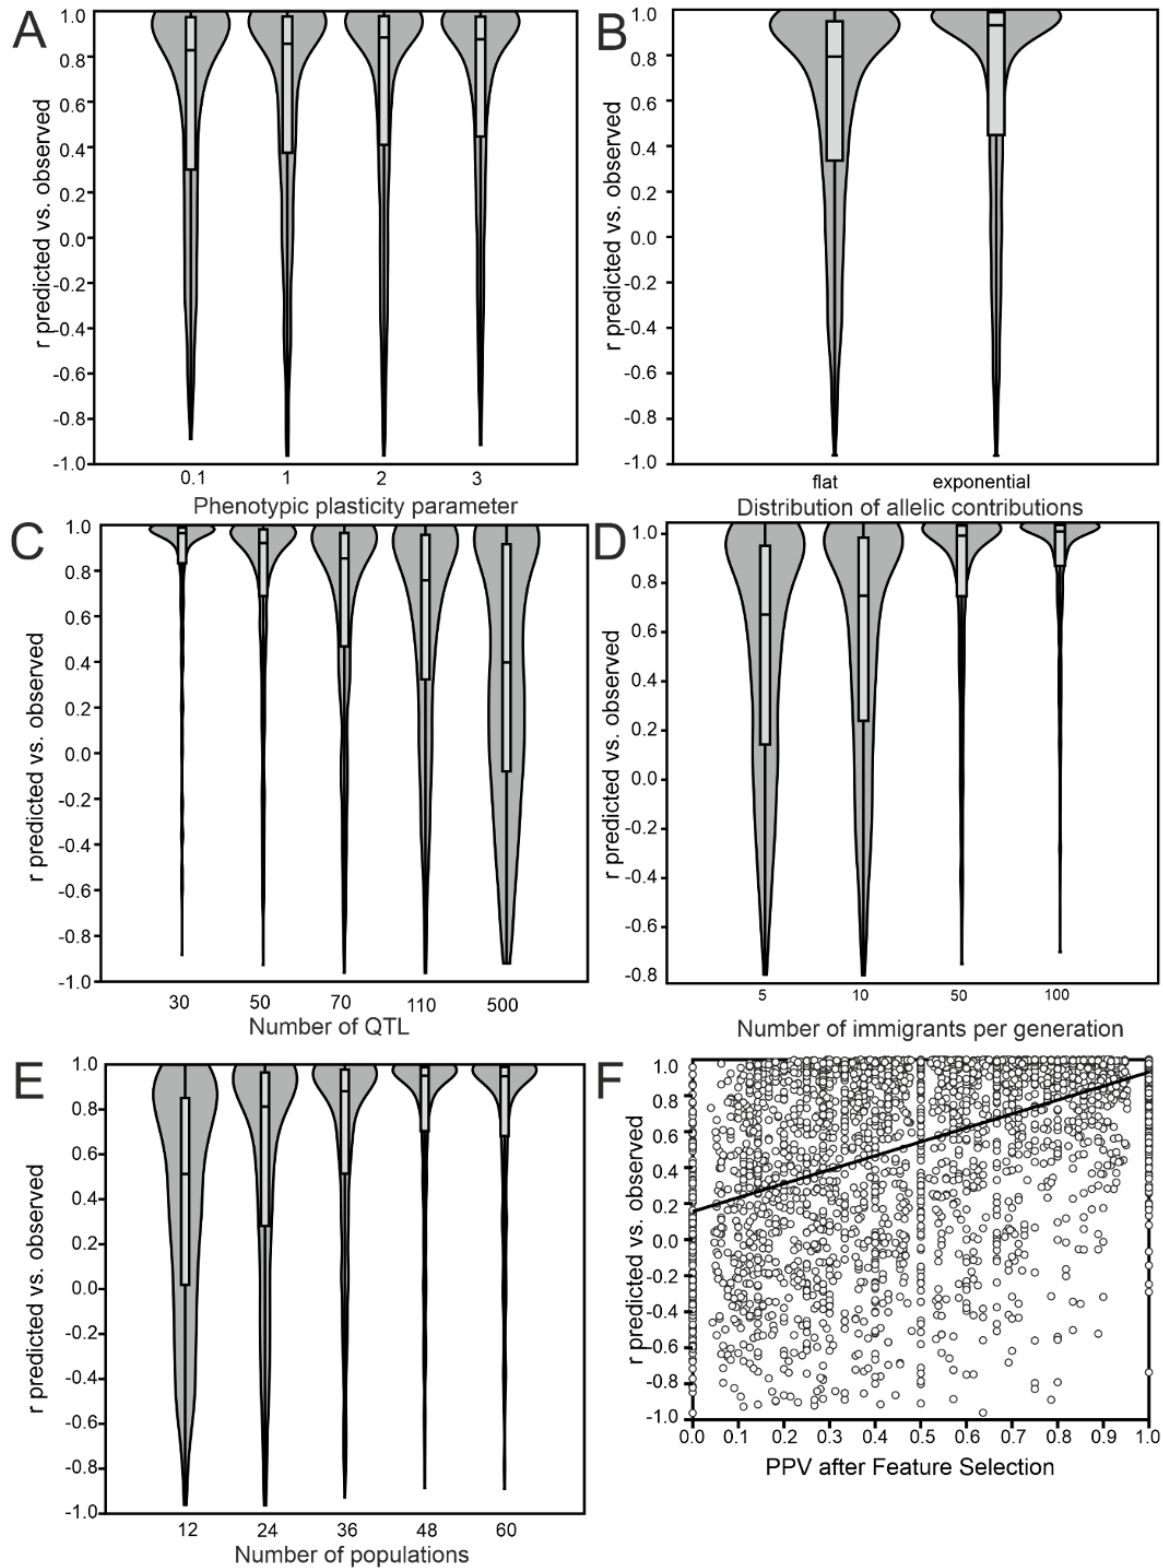 A
r predicted vs. observed
1.0
0.8
0.6
0.4
0.2
0.0
-0.2
-0.4
-0.6
-0.8
-1.0
0.1 1 2 3
Phenotypic plasticity parameter
B
r predicted vs. observed
1.0
0.8
0.6
0.4
0.2
0.0
-0.2
-0.4
-0.6
-0.8
-1.0
flat exponential
Distribution of allelic contributions
C
r predicted vs. observed
1.0
0.8
0.6
0.4
0.2
0.0
-0.2
-0.4
-0.6
-0.8
-1.0
30 50 70 110 500
Number of QTL
D
r predicted vs. observed
1.0
0.8
0.6
0.4
0.2
0.0
-0.2
-0.4
-0.6
-0.8
5 10 50 100
Number of immigrants per generation
E
r predicted vs. observed
1.0
0.8
0.6
0.4
0.2
0.0
-0.2
-0.4
-0.6
-0.8
-1.0
12 24 36 48 60
Number of populations
F
r predicted vs. observed
1.0
0.8
0.6
0.4
0.2
0.0
-0.2
-0.4
-0.6
-0.8
-1.0
0.0 0.1 0.2 0.3 0.4 0.5 0.6 0.7 0.8 0.9 1.0
PPV after Feature Selection